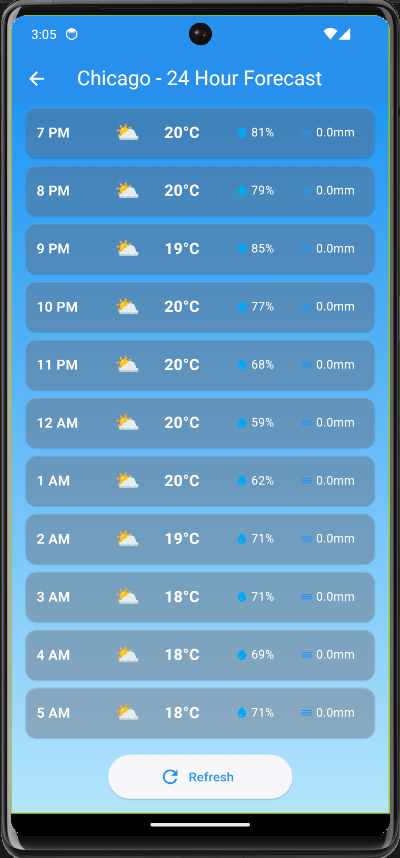 3:05
Chicago - 24 Hour Forecast
7 PM 20°C 81% 0.0mm
8 PM 20°C 79% 0.0mm
9 PM 19°C 85% 0.0mm
10 PM 20°C 77% 0.0mm
11 PM 20°C 68% 0.0mm
12 AM 20°C 59% 0.0mm
1 AM 20°C 62% 0.0mm
2 AM 19°C 71% 0.0mm
3 AM 18°C 71% 0.0mm
4 AM 18°C 69% 0.0mm
5 AM 18°C 71% 0.0mm
Refresh